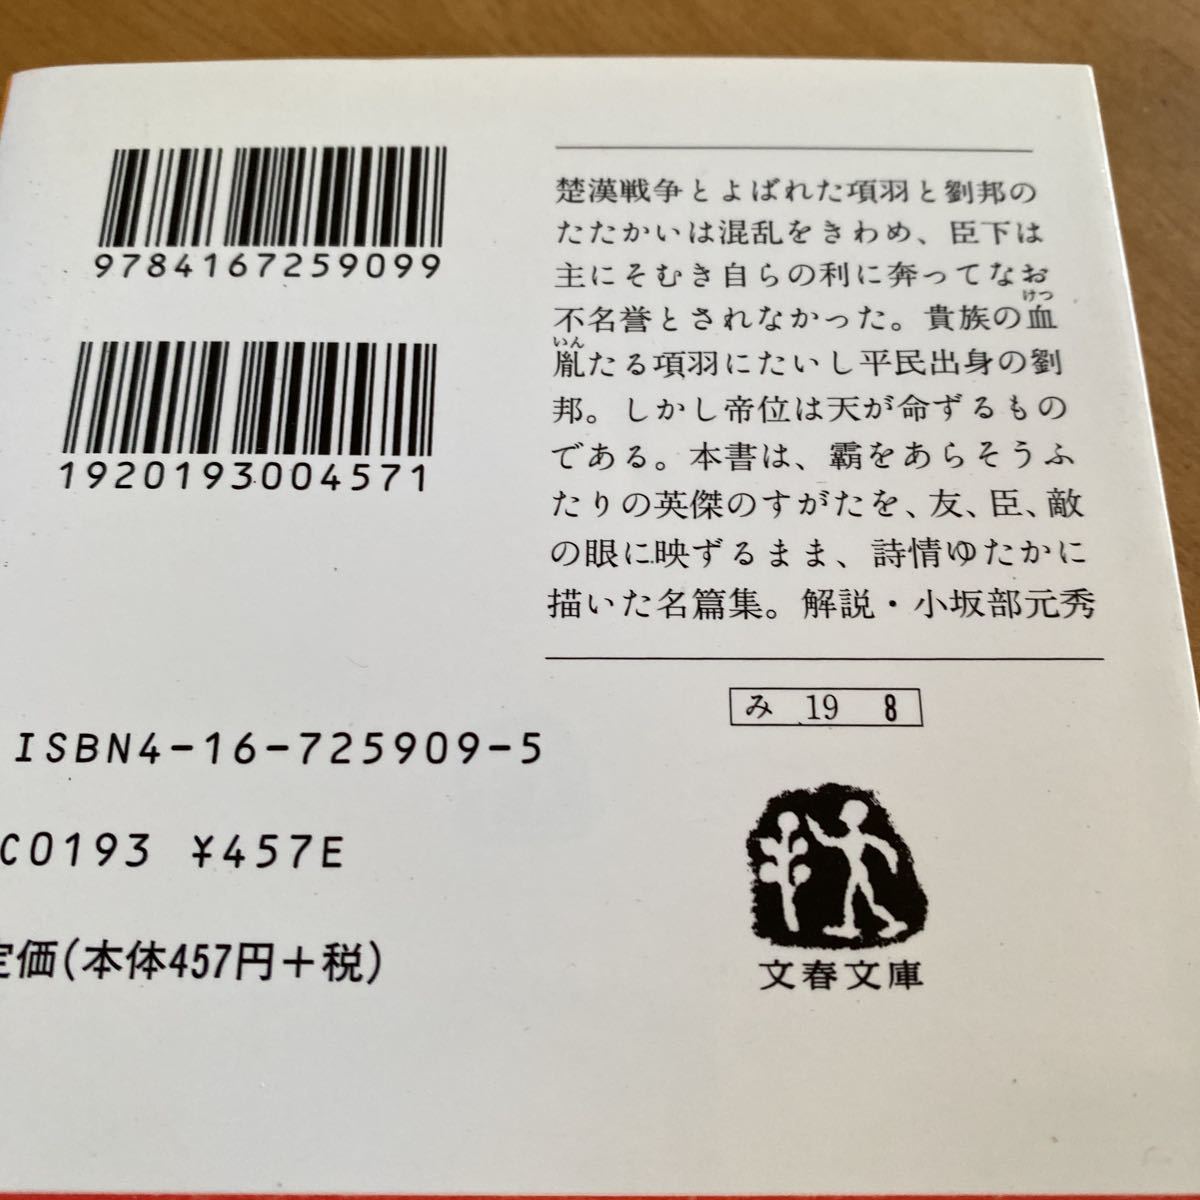 9784167259099
1920193004571
ISBN4-16-725909-5
C0193 ¥457E
定価(本体457円+税)
楚漢戦争とよばれた項羽と劉邦の
たたかいは混乱をきわめ、臣下は
主にそむき自らの利に奔ってなお
不名誉とされなかった。貴族の血
けつ
胤たる項羽にたいし平民出身の劉
いん
邦。しかし帝位は天が命ずるもの
である。本書は、覇をあらそうふ
たりの英傑のすがたを、友、臣、敵
の眼に映ずるまま、詩情ゆたかに
描いた名篇集。解説・小坂部元秀
み 19 8
文春文庫